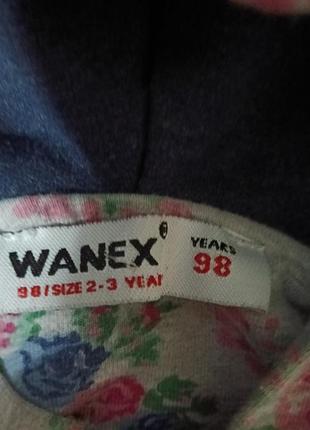 WANEX®
98/SIZE 2-3 YEAR
YEARS
98